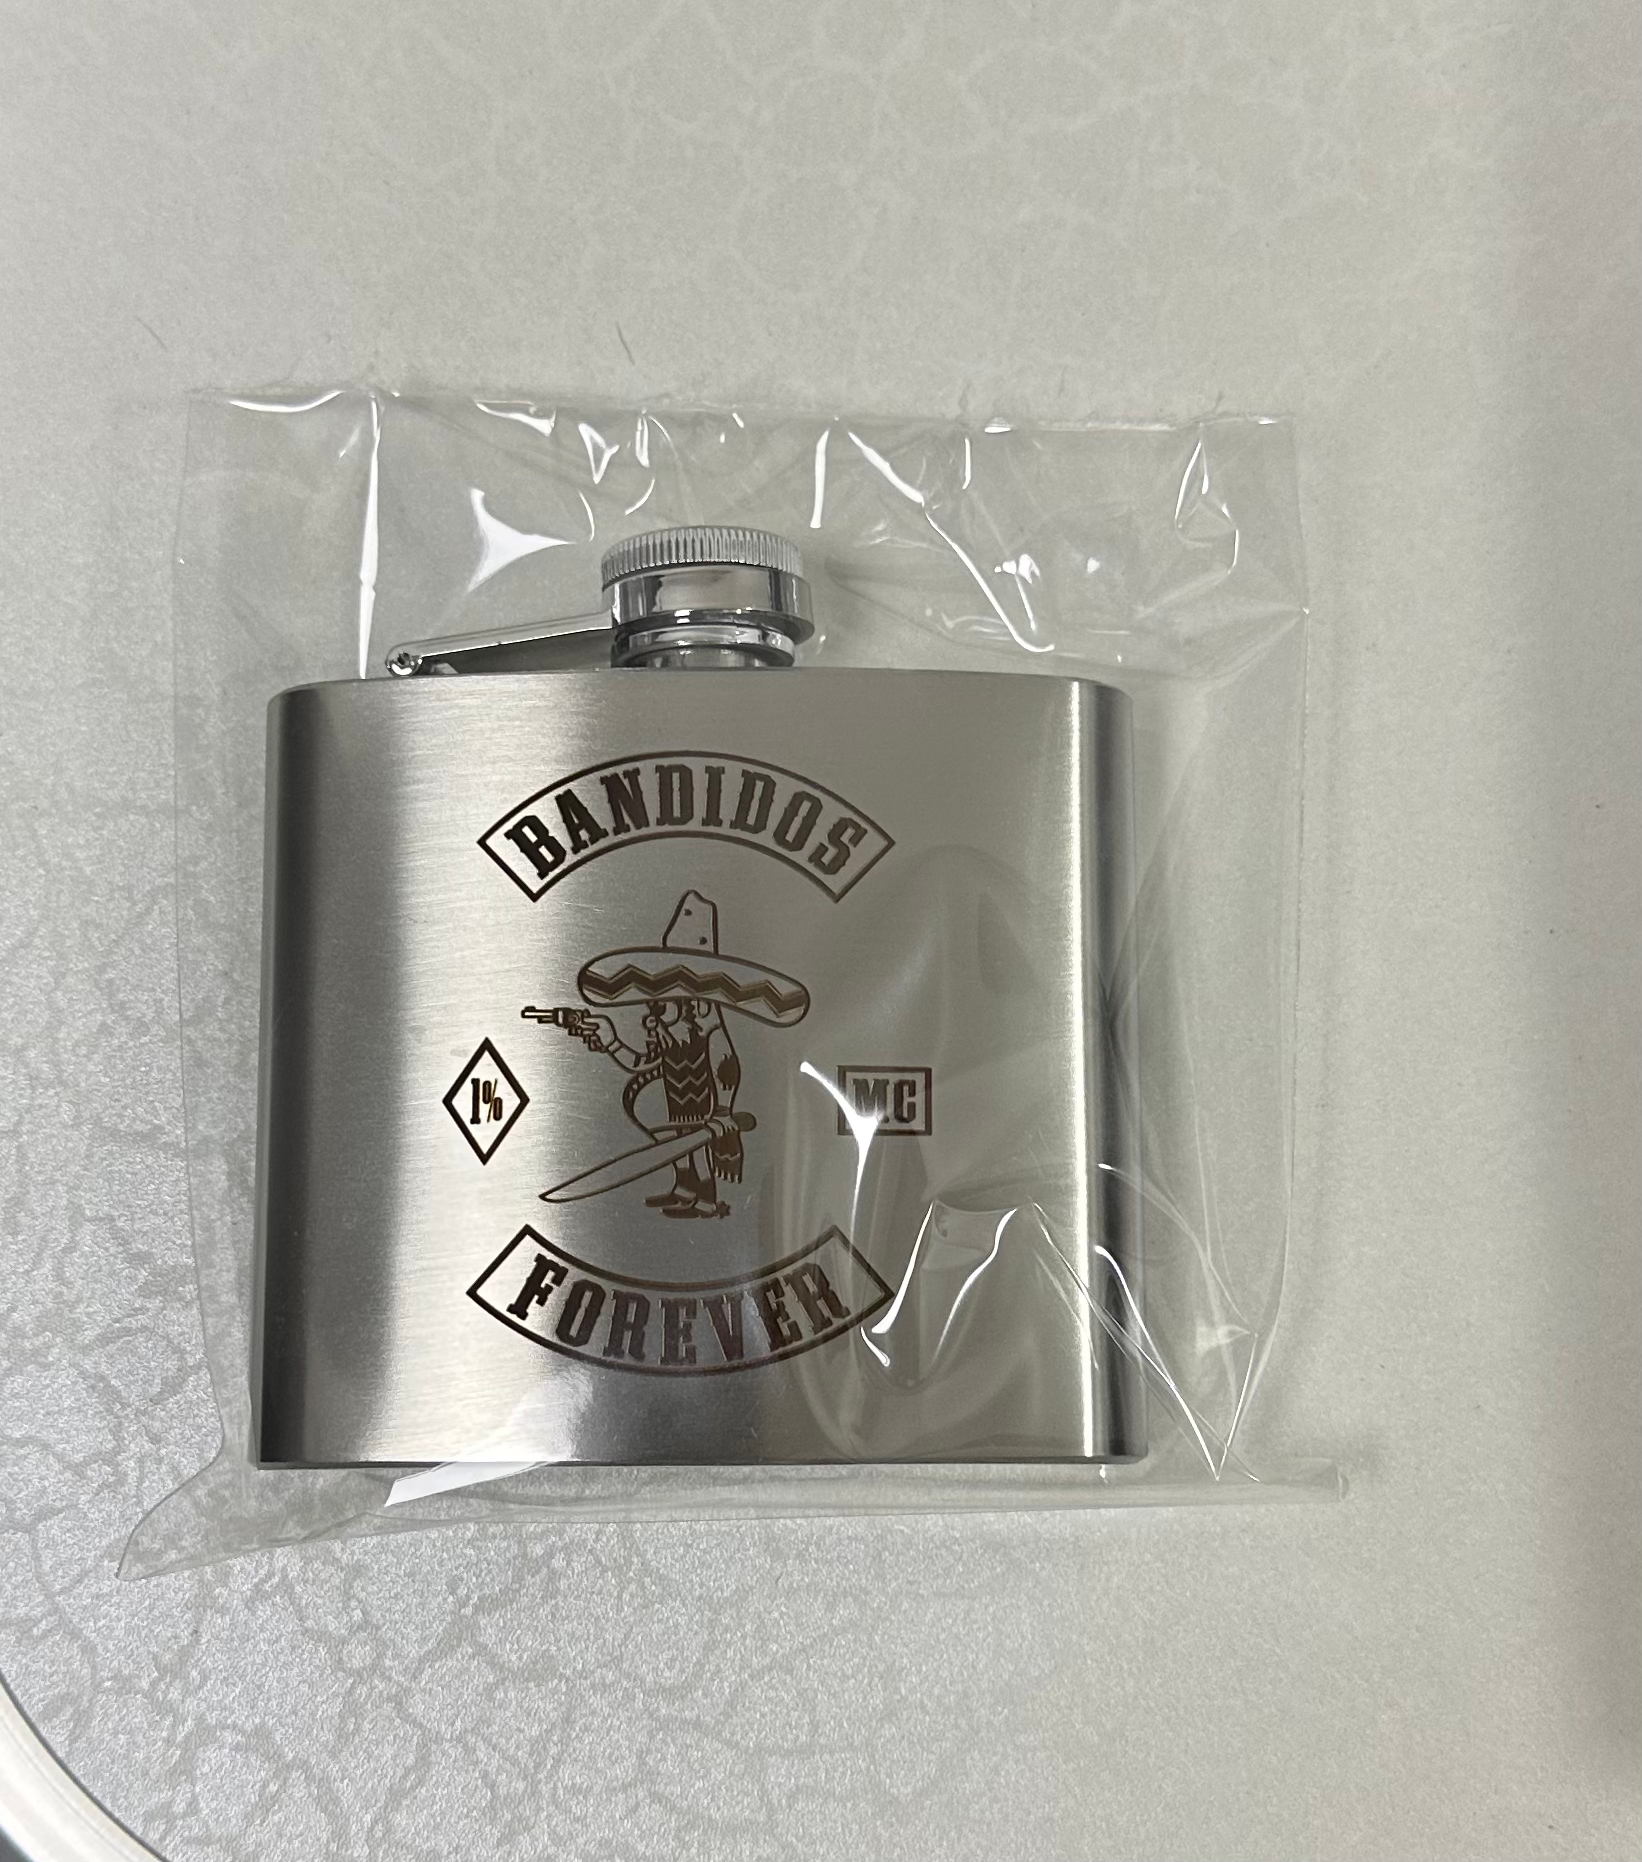 BANDIDOS
1%
MC
FOREVER